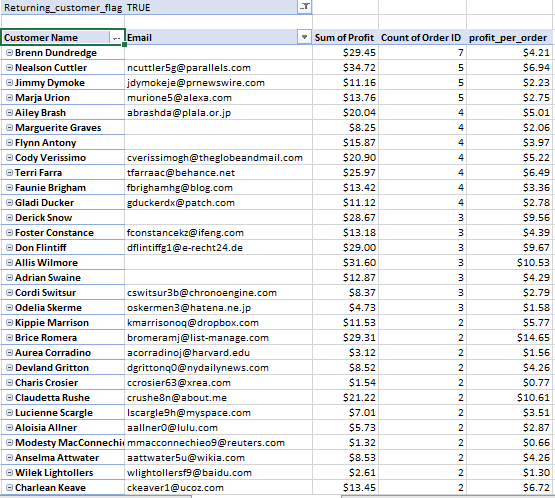 Returning_customer_flag TRUE
Customer Name Email Sum of Profit Count of Order ID profit_per_order
Brenn Dundredge $29.45 7 $4.21
Nealson Cuttler ncuttler5g@parallels.com $34.72 5 $6.94
Jimmy Dymoke jdymokeje@prnewswire.com $11.16 5 $2.23
Marja Urion murione5@alexa.com $13.76 5 $2.75
Ailey Brash abrashda@plala.or.jp $20.04 4 $5.01
Marguerite Graves $8.25 4 $2.06
Flynn Antony $15.87 4 $3.97
Cody Verissimo cverissimogh@theglobeandmail.com $20.90 4 $5.22
Terri Farra tfarraac@behance.net $25.97 4 $6.49
Faunie Brigham fbrighamhg@blog.com $13.42 4 $3.36
Gladi Ducker gduckerdx@patch.com $11.12 4 $2.78
Derick Snow $28.67 3 $9.56
Foster Constance fconstancekz@ifeng.com $13.18 3 $4.39
Don Flintiff dflintiffg1@e-recht24.de $29.00 3 $9.67
Allis Wilmore $31.60 3 $10.53
Adrian Swaine $12.87 3 $4.29
Cordi Switsur cswitsur3b@chronoengine.com $8.37 3 $2.79
Odelia Skerme oskermen3@hatena.ne.jp $4.73 3 $1.58
Kippie Marrison kmarrisonoq@dropbox.com $11.53 2 $5.77
Brice Romera bromeramj@list-manage.com $29.31 2 $14.65
Aurea Corradino acorradinoj@harvard.edu $3.12 2 $1.56
Devland Gritton dgrittonq0@nydailynews.com $8.52 2 $4.26
Charis Crosier ccrosier63@xrea.com $1.54 2 $0.77
Claudetta Rushe crushe8n@about.me $21.22 2 $10.61
Lucienne Scargle lscargle9h@myspace.com $7.01 2 $3.51
Aloisia Allner aallner0@lulu.com $5.73 2 $2.87
Modesty MacConnechi mmacconnechieo9@reuters.com $1.32 2 $0.66
Anselma Attwater aattwater5u@wikia.com $8.53 2 $4.26
Wilek Lightollers wlightollersf9@baidu.com $2.61 2 $1.30
Charlean Keave ckeaver1@ucoz.com $13.45 2 $6.72